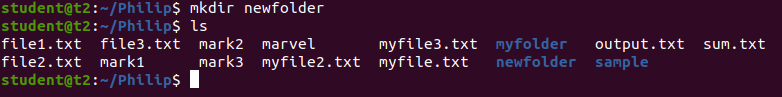 student@t2:~/Philip$ mkdir newfolder
student@t2:~/Philip$ ls
file1.txt file3.txt mark2 marvel myfile3.txt myfolder output.txt sum.txt
file2.txt mark1 mark3 myfile2.txt myfile.txt newfolder sample
student@t2:~/Philip$